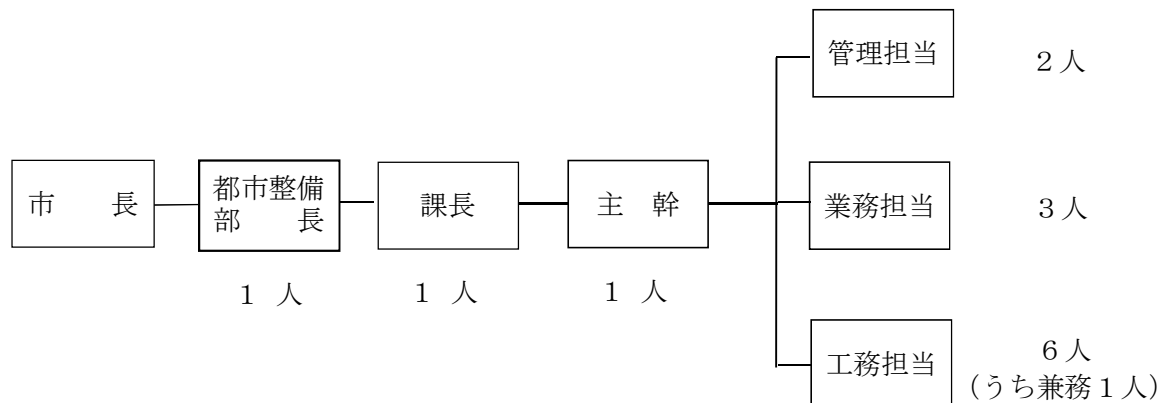 管理担当
2人
市　長
都市整備
部　長
課長
主　幹
業務担当
3人
1 人
1 人
1 人
工務担当
6人
(うち兼務1人)